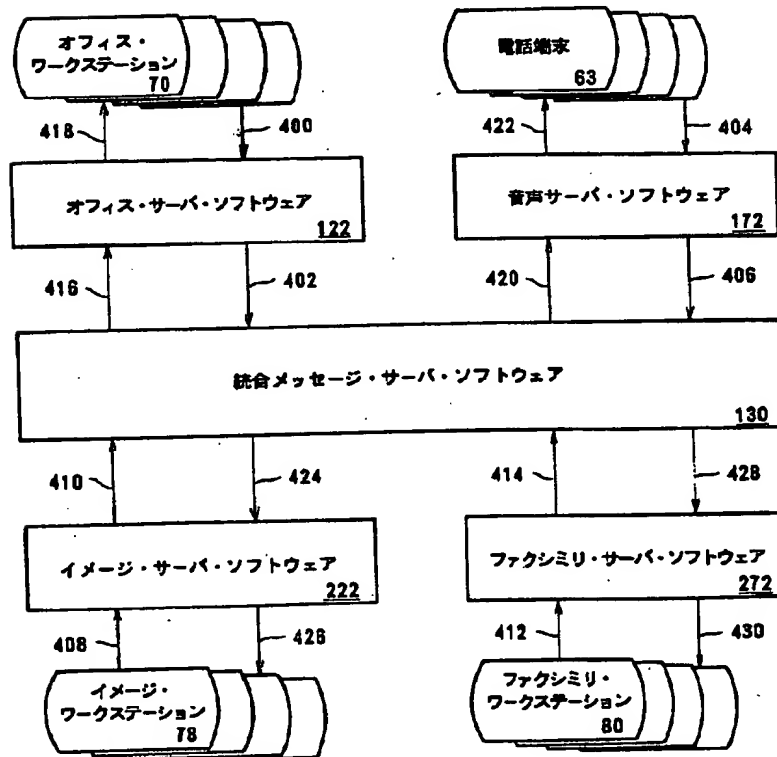 オフィス・
ワークステーション
70
電話端末
63
418
400
422
404
オフィス・サーバ・ソフトウェア
122
音声サーバ・ソフトウェア
172
416
402
420
406
統合メッセージ・サーバ・ソフトウェア
130
410
424
414
428
イメージ・サーバ・ソフトウェア
222
ファクシミリ・サーバ・ソフトウェア
272
408
426
412
430
イメージ・
ワークステーション
78
ファクシミリ・
ワークステーション
80